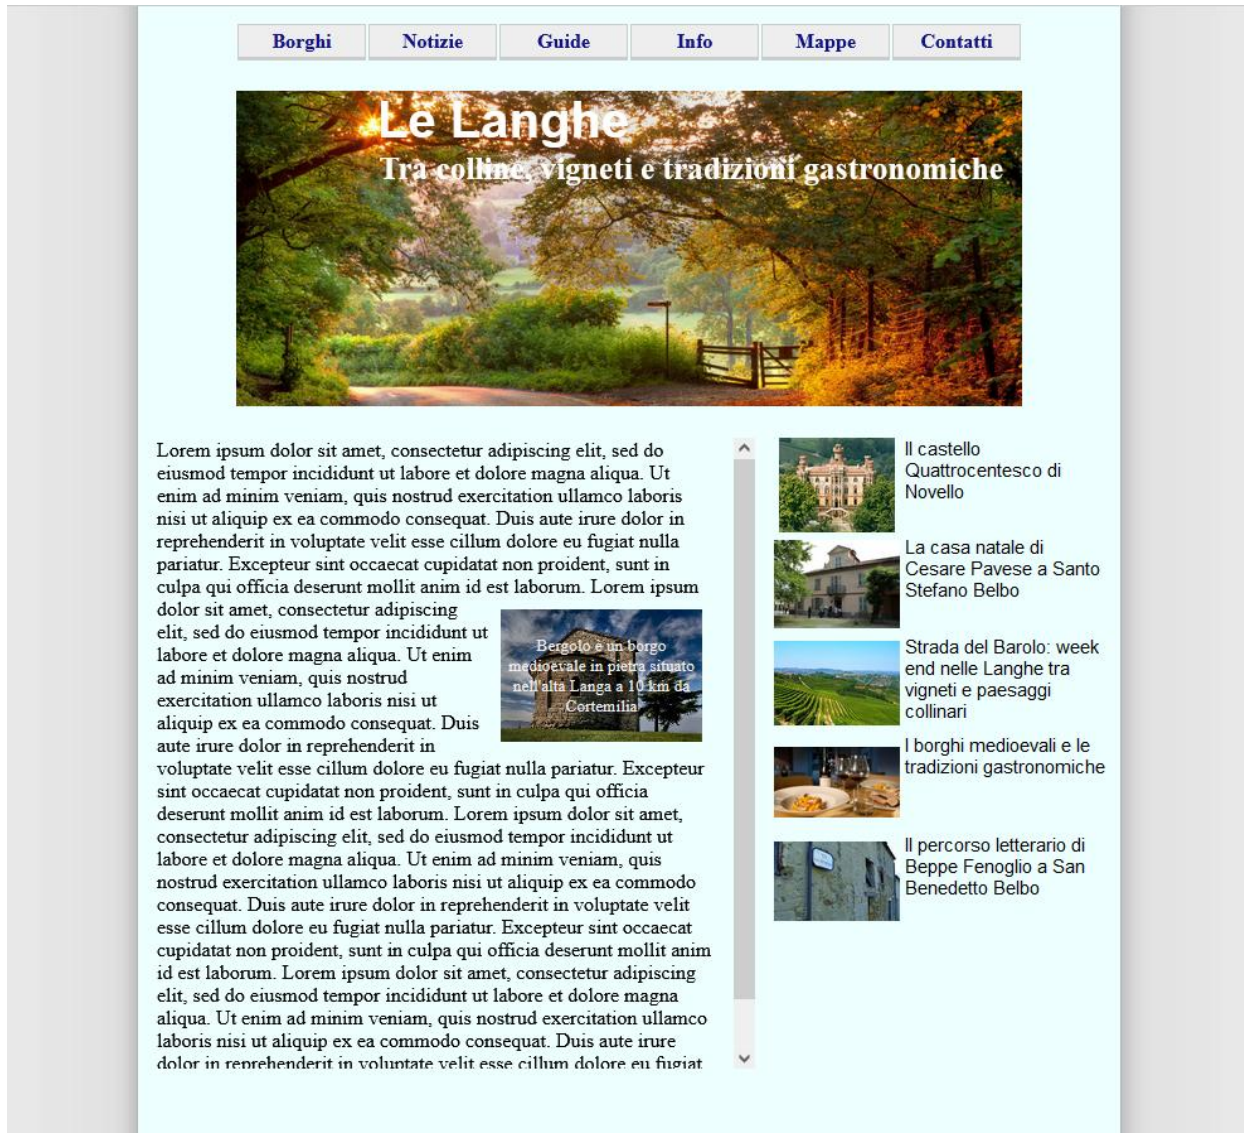 Borghi Notizie Guide Info Mappe Contatti
Le Langhe
Tra colline, vigneti e tradizioni gastronomiche
Lorem ipsum dolor sit amet, consectetur adipiscing elit, sed do
eiusmod tempor incididunt ut labore et dolore magna aliqua. Ut
enim ad minim veniam, quis nostrud exercitation ullamco laboris
nisi ut aliquip ex ea commodo consequat. Duis aute irure dolor in
reprehenderit in voluptate velit esse cillum dolore eu fugiat nulla
pariatur. Excepteur sint occaecat cupidatat non proident, sunt in
culpa qui officia deserunt mollit anim id est laborum. Lorem ipsum
dolor sit amet, consectetur adipiscing
elit, sed do eiusmod tempor incididunt ut
labore et dolore magna aliqua. Ut enim
ad minim veniam, quis nostrud
exercitation ullamco laboris nisi ut
aliquip ex ea commodo consequat. Duis
aute irure dolor in reprehenderit in
voluptate velit esse cillum dolore eu fugiat nulla pariatur. Excepteur
sint occaecat cupidatat non proident, sunt in culpa qui officia
deserunt mollit anim id est laborum. Lorem ipsum dolor sit amet,
consectetur adipiscing elit, sed do eiusmod tempor incididunt ut
labore et dolore magna aliqua. Ut enim ad minim veniam, quis
nostrud exercitation ullamco laboris nisi ut aliquip ex ea commodo
consequat. Duis aute irure dolor in reprehenderit in voluptate velit
esse cillum dolore eu fugiat nulla pariatur. Excepteur sint occaecat
cupidatat non proident, sunt in culpa qui officia deserunt mollit anim
id est laborum. Lorem ipsum dolor sit amet, consectetur adipiscing
elit, sed do eiusmod tempor incididunt ut labore et dolore magna
aliqua. Ut enim ad minim veniam, quis nostrud exercitation ullamco
laboris nisi ut aliquip ex ea commodo consequat. Duis aute irure
dolor in reprehenderit in voluptate velit esse cillum dolore eu fugiat
Bergolo è un borgo
medioevale in pietra situato
nell'alta Langa a 10 km da
Cortemilia
Il castello
Quattrocentesco di
Novello
La casa natale di
Cesare Pavese a Santo
Stefano Belbo
Strada del Barolo: week
end nelle Langhe tra
vigneti e paesaggi
collinari
I borghi medioevali e le
tradizioni gastronomiche
Il percorso letterario di
Beppe Fenoglio a San
Benedetto Belbo